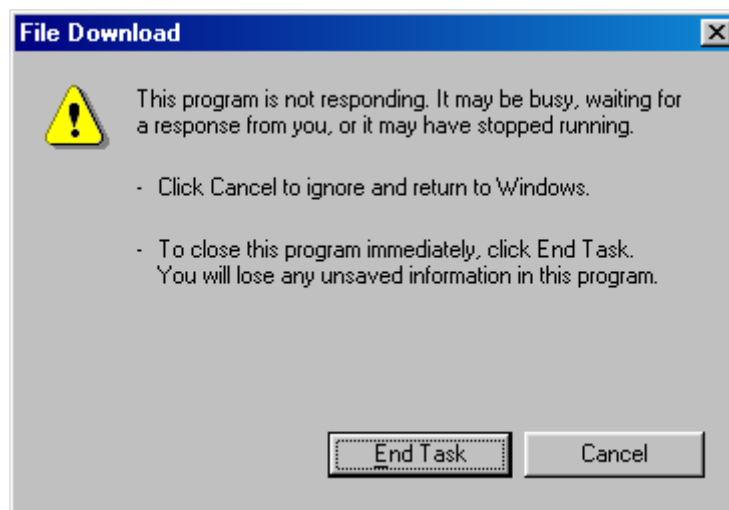 File Download
This program is not responding. It may be busy, waiting for
a response from you, or it may have stopped running.
- Click Cancel to ignore and return to Windows.
- To close this program immediately, click End Task.
You will lose any unsaved information in this program.
End Task
Cancel